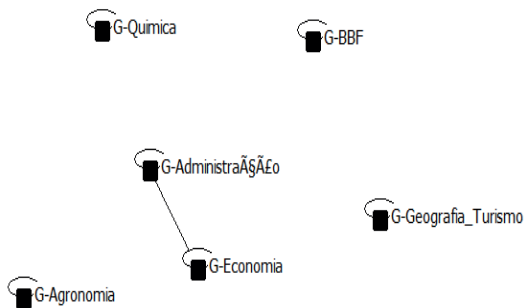 G-Quimica
G-BBF
G-AdministraÃ§Ã£o
G-Geografia_Turismo
G-Economia
G-Agronomia